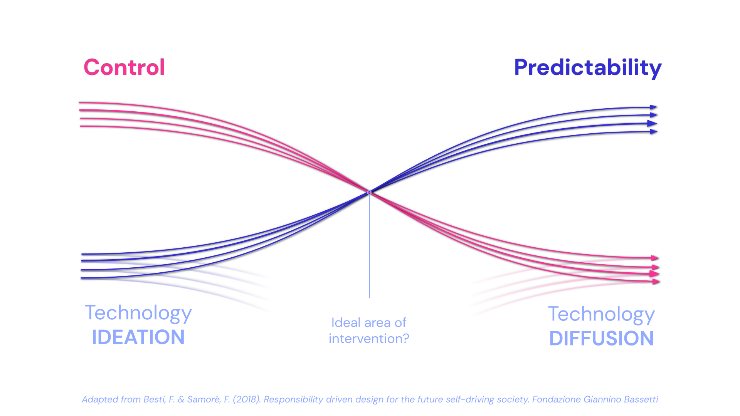 Control
Predictability
Technology
IDEATION
Ideal area of
intervention?
Technology
DIFFUSION
Adapted from Besti, F. & Samorè, F. (2018). Responsibility driven design for the future self-driving society. Fondazione Giannino Bassetti